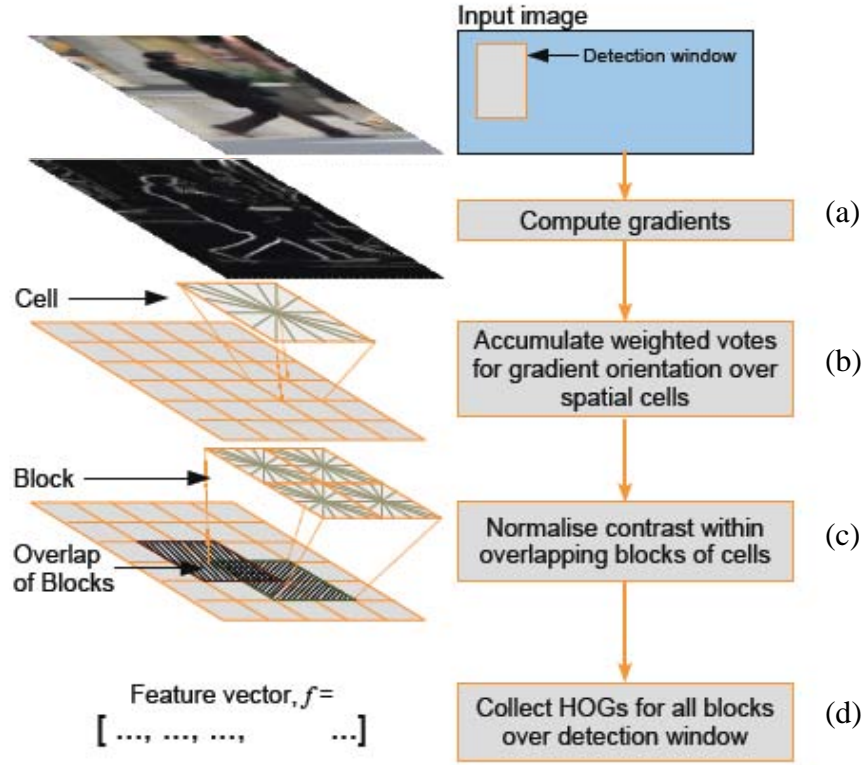 Input image
Detection window
Compute gradients
(a)
Cell
Accumulate weighted votes
for gradient orientation over
spatial cells
(b)
Block
Overlap
of Blocks
Normalise contrast within
overlapping blocks of cells
(c)
Feature vector, f =
[ ..., ..., ..., ...]
Collect HOGs for all blocks
over detection window
(d)